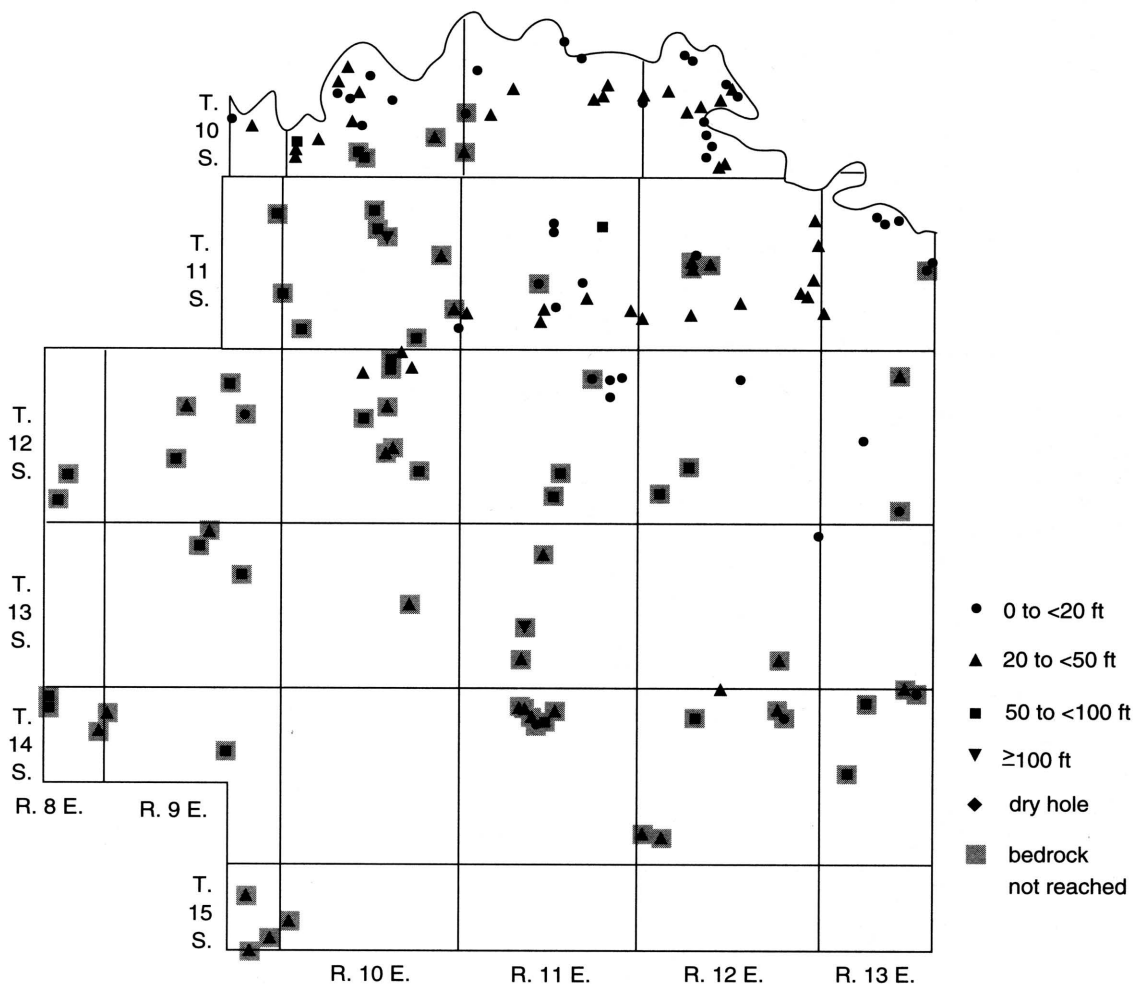 T.
10
S.
T.
11
S.
T.
12
S.
T.
13
S.
T.
14
S.
T.
15
S.
R. 8 E.
R. 9 E.
R. 10 E.
R. 11 E.
R. 12 E.
R. 13 E.
0 to <20 ft
20 to <50 ft
50 to <100 ft
≥100 ft
dry hole
bedrock
not reached